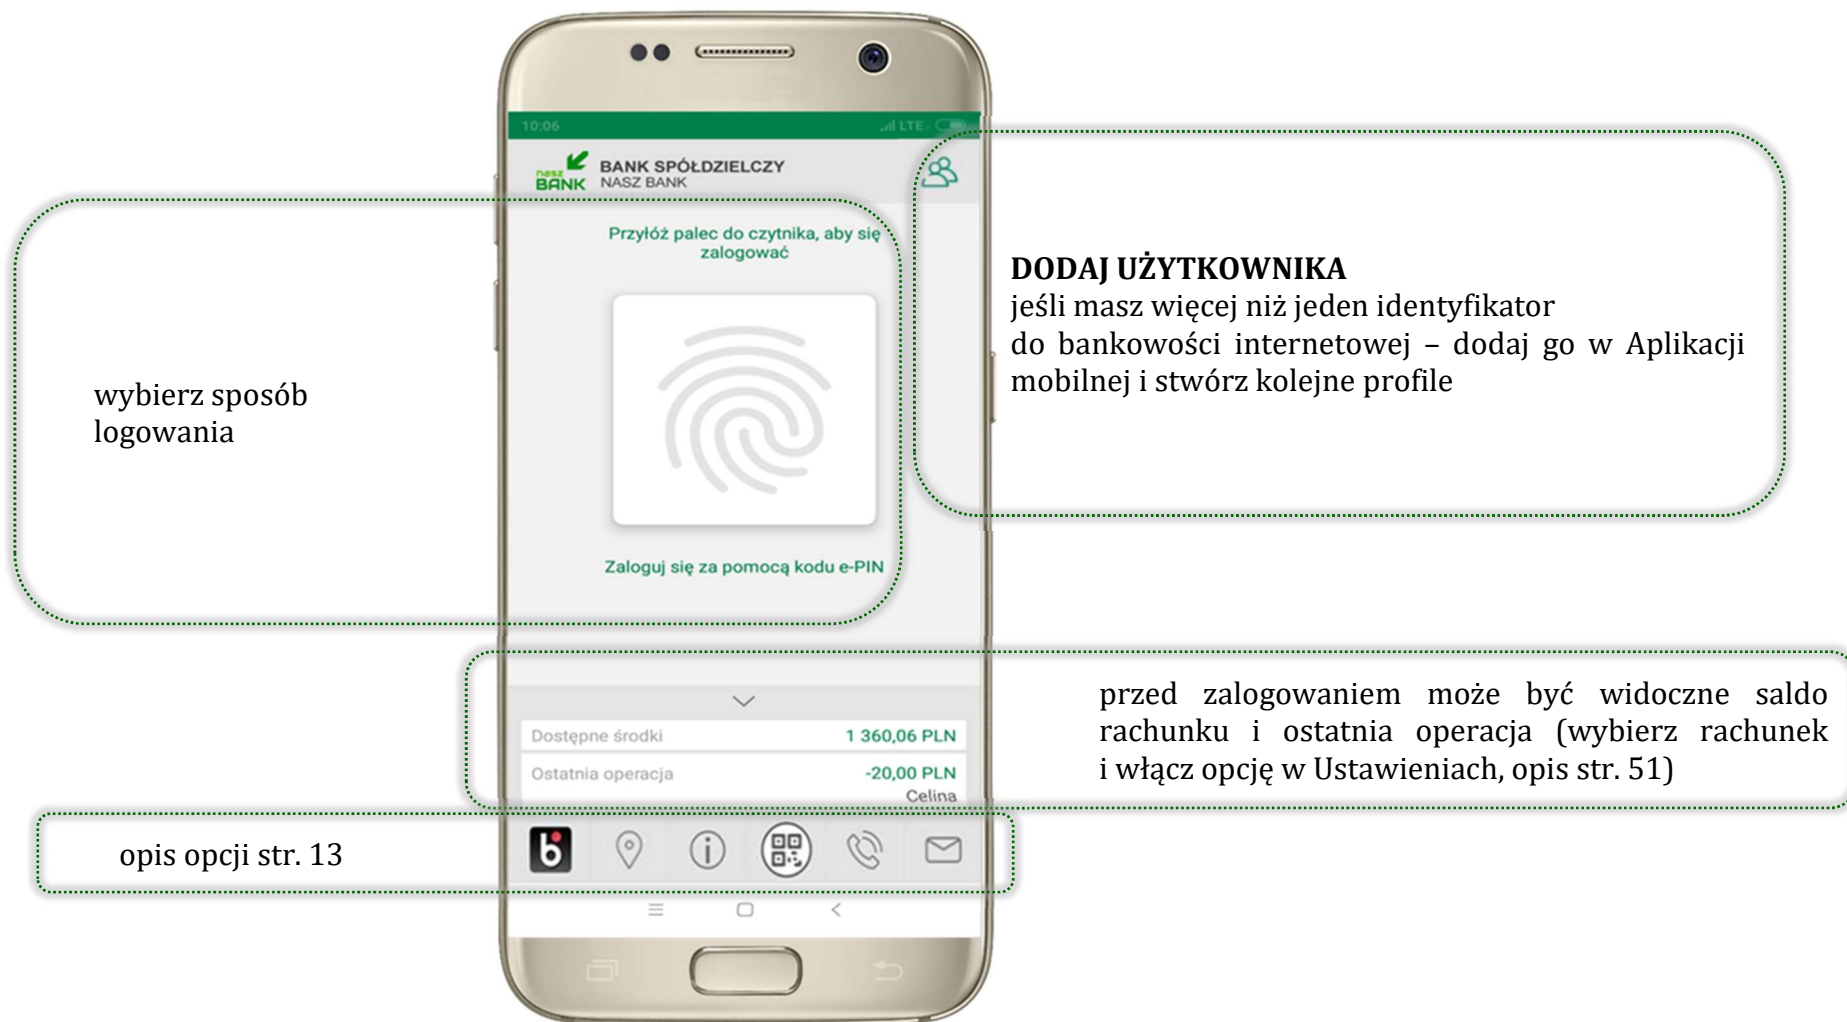 10:06
LTE
nasz
BANK
BANK SPÓŁDZIELCZY
NASZ BANK
Przyłóż palec do czytnika, aby się
zalogować
Zaloguj się za pomocą kodu e-PIN
wybierz sposób
logowania
DODAJ UŻYTKOWNIKA
jeśli masz więcej niż jeden identyfikator
do bankowości internetowej – dodaj go w Aplikacji
mobilnej i stwórz kolejne profile
Dostępne środki 1 360,06 PLN
Ostatnia operacja -20,00 PLN
Celina
przed zalogowaniem może być widoczne saldo
rachunku i ostatnia operacja (wybierz rachunek
i włącz opcję w Ustawieniach, opis str. 51)
opis opcji str. 13
b